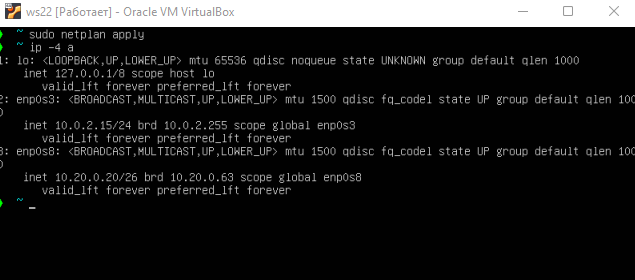 ws22 [Работает] - Oracle VM VirtualBox
~ sudo netplan apply
~ ip -4 a
1: lo: <LOOPBACK,UP,LOWER_UP> mtu 65536 qdisc noqueue state UNKNOWN group default qlen 1000
inet 127.0.0.1/8 scope host lo
valid_lft forever preferred_lft forever
2: enp0s3: <BROADCAST,MULTICAST,UP,LOWER_UP> mtu 1500 qdisc fq_codel state UP group default qlen 100
0
inet 10.0.2.15/24 brd 10.0.2.255 scope global enp0s3
valid_lft forever preferred_lft forever
3: enp0s8: <BROADCAST,MULTICAST,UP,LOWER_UP> mtu 1500 qdisc fq_codel state UP group default qlen 100
0
inet 10.20.0.20/26 brd 10.20.0.63 scope global enp0s8
valid_lft forever preferred_lft forever
~ _